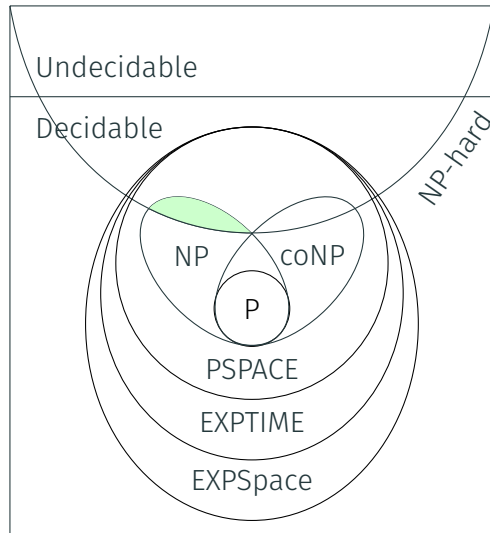 Undecidable
Decidable
NP-hard
NP
coNP
P
PSPACE
EXPTIME
EXPSpace